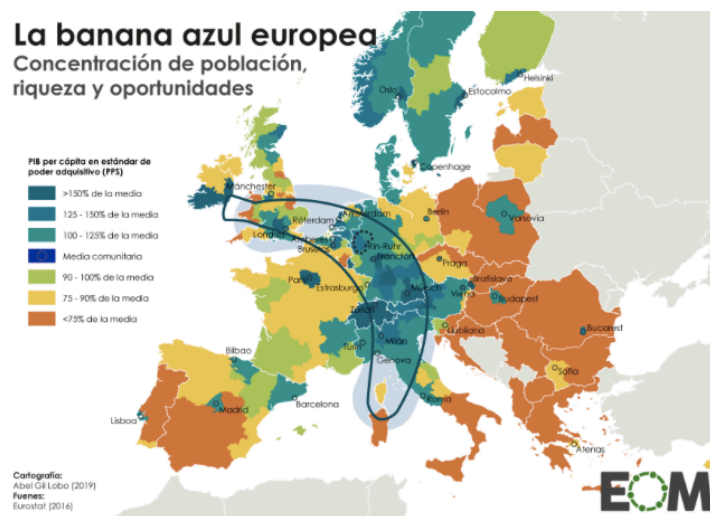 La banana azul europea
Concentración de población,
riqueza y oportunidades
PIB per cápita en estándar de
poder adquisitivo (PPS)
>150% de la media
125 - 150% de la media
100 - 125% de la media
Media comunitaria
90 - 100% de la media
75 - 90% de la media
<75% de la media
Helsinki
Oslo
Estocolmo
Copenhage
Mánchester
Róterdam
Ámsterdam
Londres
Amberes
Bruselas
Berlín
Varsovia
Rin-Ruhr
Francfort
Praga
París
Estrasburgo
Múnich
Viena
Bratislava
Budapest
Zúrich
Liubliana
Milán
Turín
Génova
Bucarest
Bilbao
Sofía
Roma
Barcelona
Madrid
Lisboa
Atenas
Cartografía:
Abel Gil Lobo (2019)
Fuenes:
Eurostat (2016)
EOM